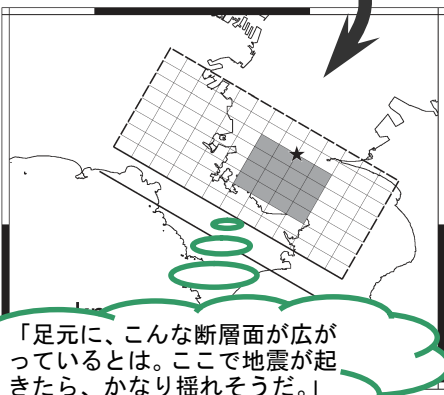 「足元に、こんな断層面が広が
っているとは。ここで地震が起
きたら、かなり揺れそうだ。」